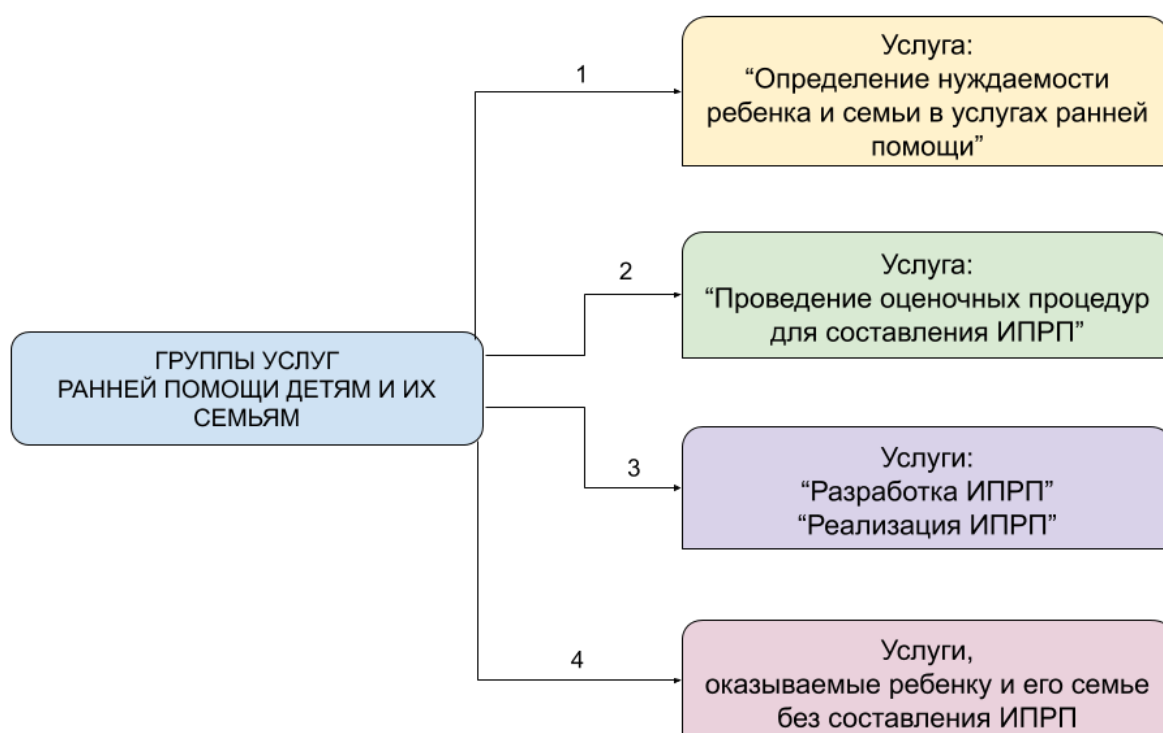 1
Услуга:
“Определение нуждаемости
ребенка и семьи в услугах ранней
помощи”
2
Услуга:
“Проведение оценочных процедур
для составления ИПРП”
ГРУППЫ УСЛУГ
РАННЕЙ ПОМОЩИ ДЕТЯМ И ИХ
СЕМЬЯМ
3
Услуги:
“Разработка ИПРП”
“Реализация ИПРП”
4
Услуги,
оказываемые ребенку и его семье
без составления ИПРП